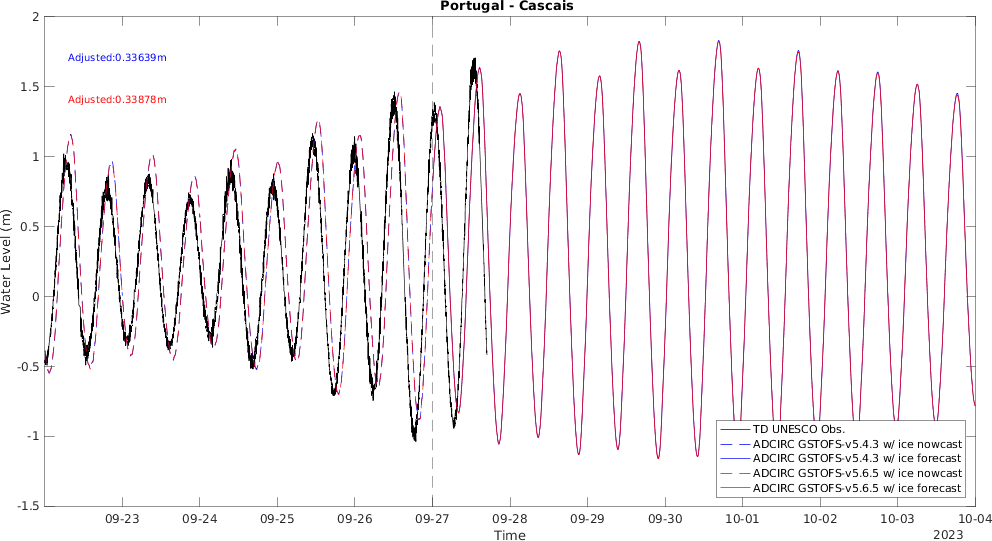 Portugal - Cascais
Adjusted:0.33639m
Adjusted:0.33878m
2
1.5
1
0.5
0
-0.5
-1
-1.5
Water Level (m)
TD UNESCO Obs.
ADCIRC GSTOFS-v5.4.3 w/ ice nowcast
ADCIRC GSTOFS-v5.4.3 w/ ice forecast
ADCIRC GSTOFS-v5.6.5 w/ ice nowcast
ADCIRC GSTOFS-v5.6.5 w/ ice forecast
09-23 09-24 09-25 09-26 09-27 09-28 09-29 09-30 10-01 10-02 10-03 10-04
Time
2023